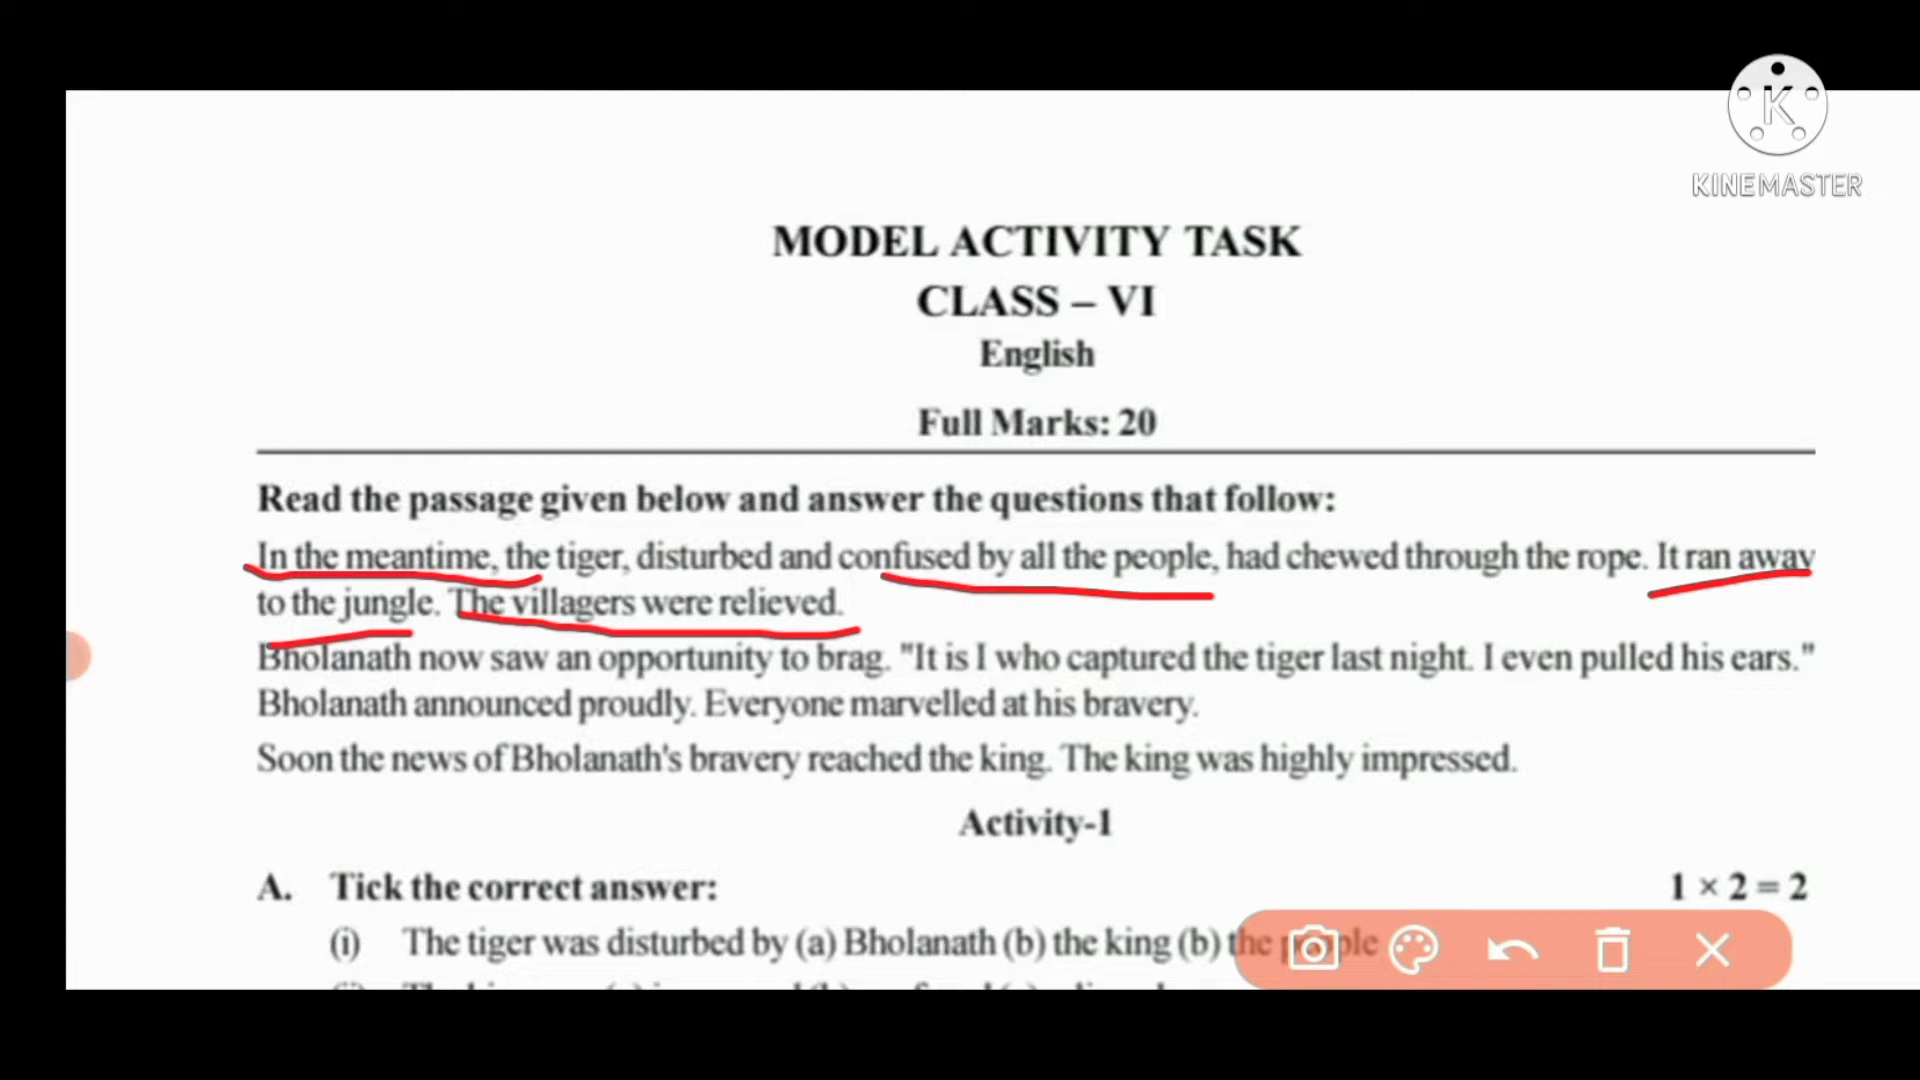 KINEMASTER
MODEL ACTIVITY TASK
CLASS – VI
English
Full Marks: 20
Read the passage given below and answer the questions that follow:
In the meantime, the tiger, disturbed and confused by all the people, had chewed through the rope. It ran away
to the jungle. The villagers were relieved.
Bholanath now saw an opportunity to brag. "It is I who captured the tiger last night. I even pulled his ears."
Bholanath announced proudly. Everyone marvelled at his bravery.
Soon the news of Bholanath's bravery reached the king. The king was highly impressed.
Activity-1
A. Tick the correct answer: 1 × 2 = 2
(i) The tiger was disturbed by (a) Bholanath (b) the king (b) the people